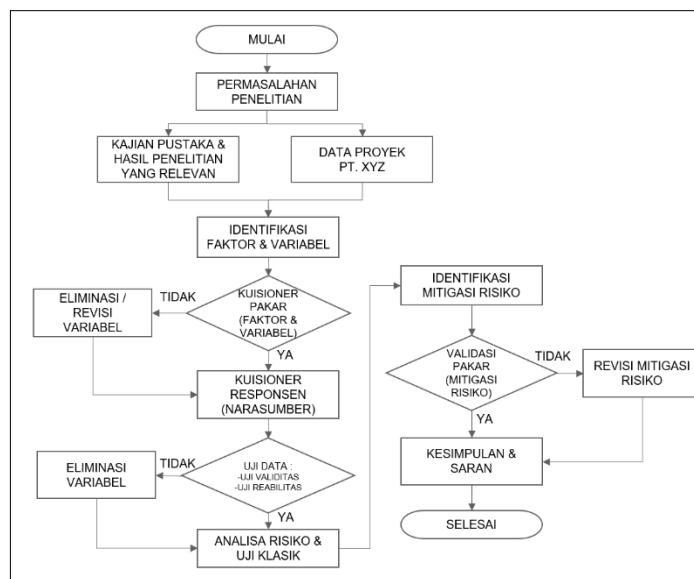 MULAI
PERMASALAHAN
PENELITIAN
KAJIAN PUSTAKA &
HASIL PENELITIAN
YANG RELEVAN
DATA PROYEK
PT. XYZ
IDENTIFIKASI
FAKTOR & VARIABEL
KUISIONER
PAKAR
(FAKTOR &
VARIABEL)
TIDAK
ELIMINASI /
REVISI
VARIABEL
YA
KUISIONER
RESPONSEN
(NARASUMBER)
UJI DATA :
-UJI VALIDITAS
-UJI REABILITAS
TIDAK
ELIMINASI
VARIABEL
YA
ANALISA RISIKO &
UJI KLASIK
IDENTIFIKASI
MITIGASI RISIKO
VALIDASI
PAKAR
(MITIGASI
RISIKO)
TIDAK
REVISI MITIGASI
RISIKO
YA
KESIMPULAN &
SARAN
SELESAI